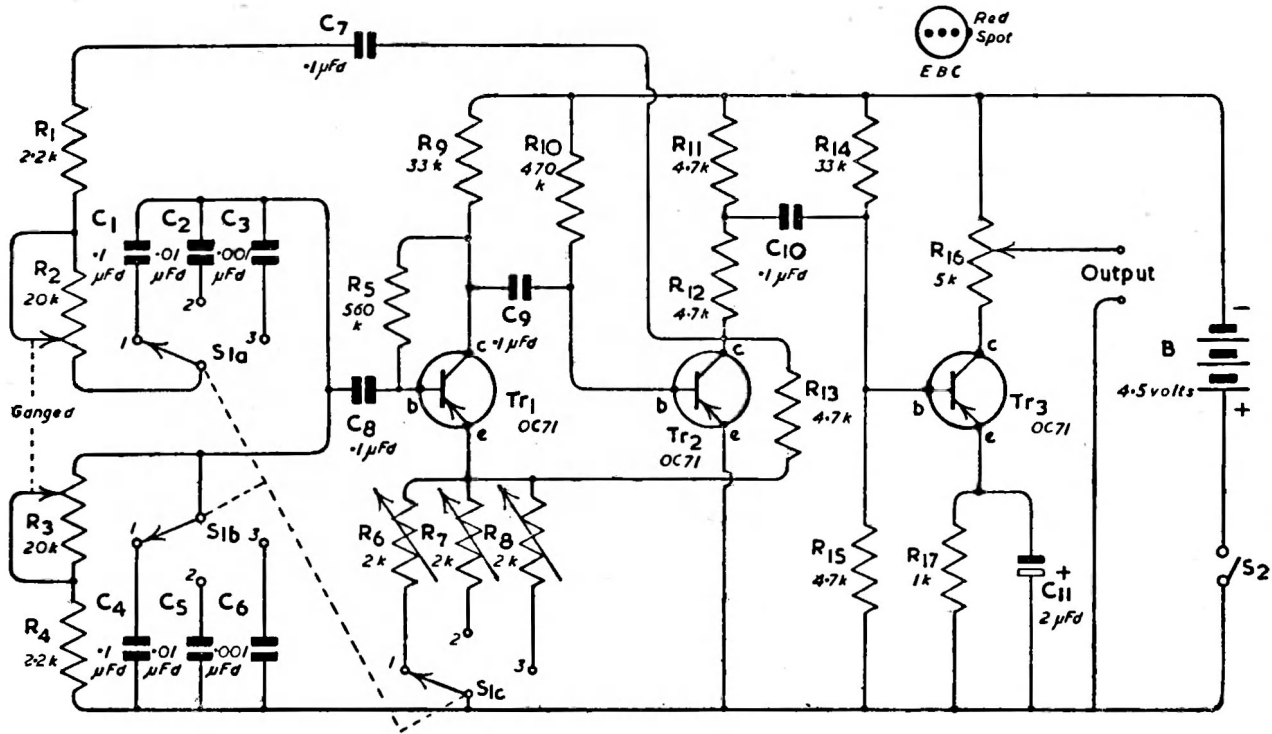 C7
.1μFd
Red
Spot
E B C
R1
2.2k
R9
33k
R10
470
k
R11
4.7k
R14
33k
C1
.1
μFd
C2
.01
μFd
C3
.001
μFd
R2
20k
1
2
3
S1a
R5
560
k
C9
.1μFd
R12
4.7k
C10
.1μFd
R16
5k
Output
-
B
4.5volts
+
Ganged
C8
.1μFd
b
c
e
Tr1
OC71
b
c
e
Tr2
OC71
R13
4.7k
b
c
e
Tr3
OC71
R3
20k
1
S1b
2
3
R6
2k
R7
2k
R8
2k
R15
4.7k
R17
1k
+
C11
2μFd
S2
R4
2.2k
C4
.1
μFd
C5
.01
μFd
C6
.001
μFd
1
2
3
S1c